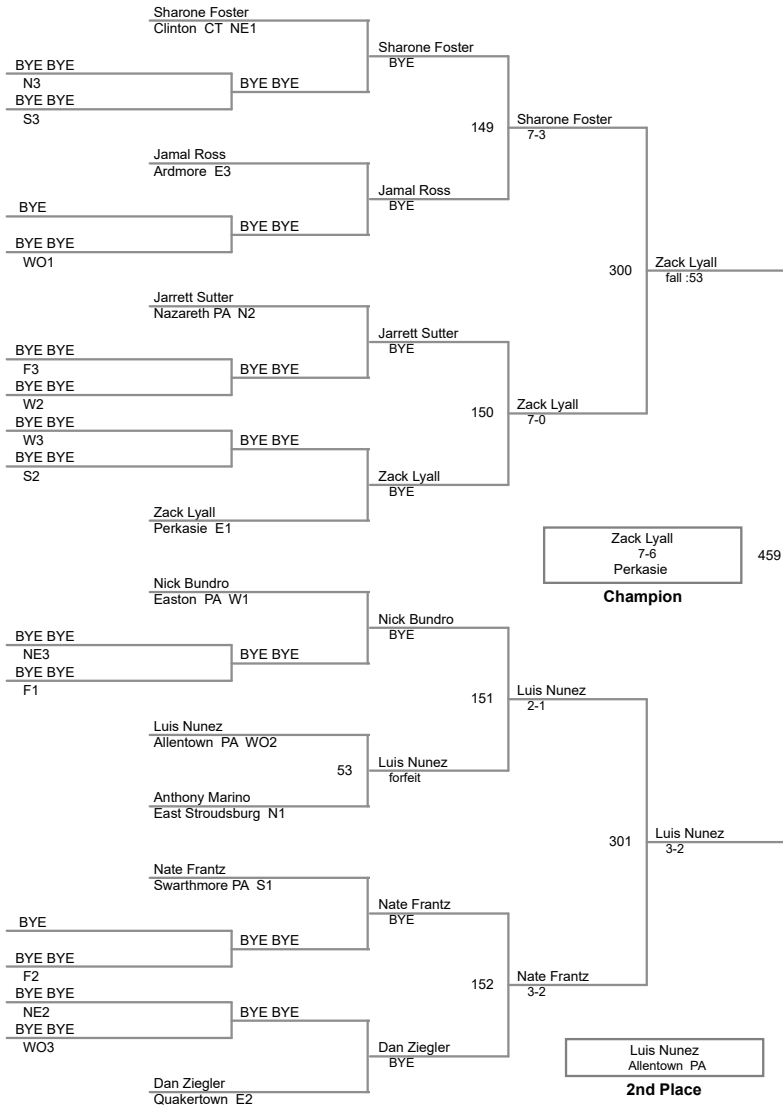 Sharone Foster
Clinton CT NE1
Sharone Foster
BYE
BYE BYE
N3
BYE BYE
BYE BYE
S3
149
Sharone Foster
7-3
Jamal Ross
Ardmore E3
Jamal Ross
BYE
BYE
BYE BYE
BYE BYE
WO1
300
Zack Lyall
fall :53
Jarrett Sutter
Nazareth PA N2
Jarrett Sutter
BYE
BYE BYE
F3
BYE BYE
BYE BYE
W2
150
Zack Lyall
7-0
BYE BYE
W3
BYE BYE
BYE BYE
S2
Zack Lyall
BYE
Zack Lyall
Perkasie E1
Zack Lyall
7-6
Perkasie
459
Champion
Nick Bundro
Easton PA W1
Nick Bundro
BYE
BYE BYE
NE3
BYE BYE
BYE BYE
F1
151
Luis Nunez
2-1
Luis Nunez
Allentown PA WO2
53
Luis Nunez
forfeit
Anthony Marino
East Stroudsburg N1
301
Luis Nunez
3-2
Nate Frantz
Swarthmore PA S1
Nate Frantz
BYE
BYE
BYE BYE
BYE BYE
F2
152
Nate Frantz
3-2
BYE BYE
NE2
BYE BYE
BYE BYE
WO3
Dan Ziegler
BYE
Dan Ziegler
Quakertown E2
Luis Nunez
Allentown PA
2nd Place